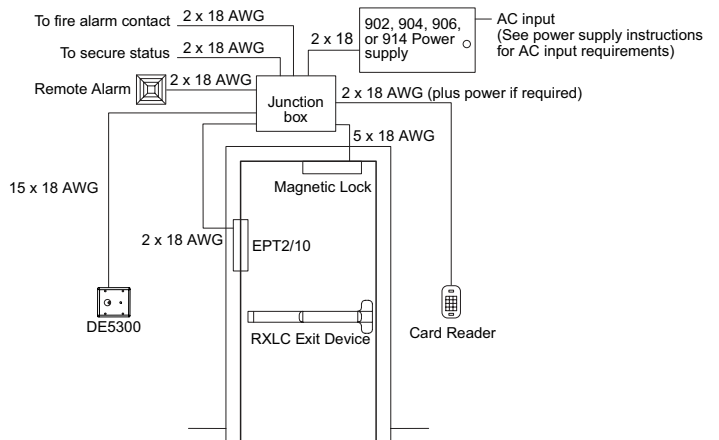 To fire alarm contact
2 x 18 AWG
To secure status
2 x 18 AWG
Remote Alarm
2 x 18 AWG
2 x 18
902, 904, 906,
or 914 Power
supply
AC input
(See power supply instructions
for AC input requirements)
Junction
box
2 x 18 AWG (plus power if required)
5 x 18 AWG
15 x 18 AWG
Magnetic Lock
2 x 18 AWG
EPT2/10
DE5300
RXLC Exit Device
Card Reader